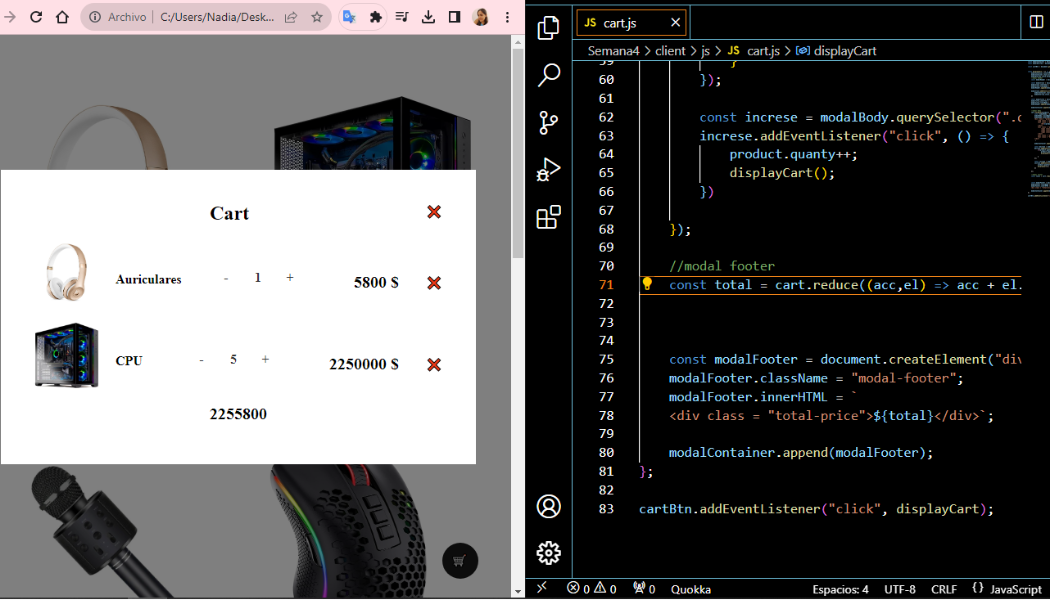 Archivo | C:/Users/Nadia/Desk...
Cart
Auriculares - 1 + 5800 $
CPU - 5 + 2250000 $
2255800
JS cart.js
Semana4 > client > js > JS cart.js > displayCart
59 }
60 });
61
62 const increse = modalBody.querySelector(".c
63 increse.addEventListener("click", () => {
64 product.quanty++;
65 displayCart();
66 })
67
68 });
69
70 //modal footer
71 const total = cart.reduce((acc,el) => acc + el.
72
73
74
75 const modalFooter = document.createElement("div
76 modalFooter.className = "modal-footer";
77 modalFooter.innerHTML = `
78 <div class = "total-price">${total}</div>`;
79
80 modalContainer.append(modalFooter);
81 };
82
83 cartBtn.addEventListener("click", displayCart);
0 0 0 Quokka Espacios: 4 UTF-8 CRLF {} JavaScript